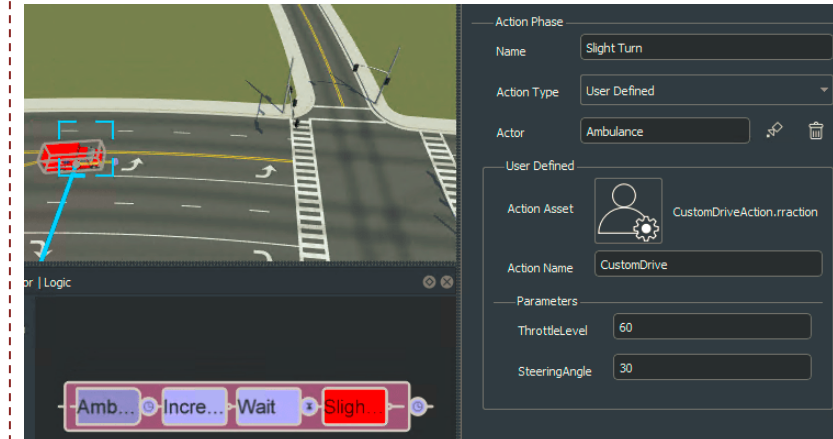 Action Phase
Name
Slight Turn
Action Type
User Defined
Actor
Ambulance
User Defined
Action Asset
CustomDriveAction.rraction
Action Name
CustomDrive
Parameters
ThrottleLevel
60
SteeringAngle
30
or | Logic
Amb...
Incre...
Wait
Sligh...